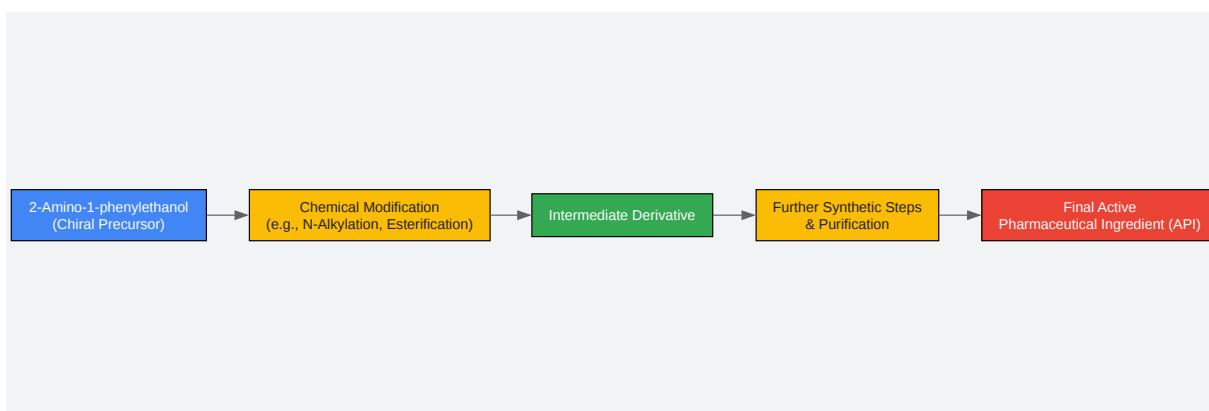 2-Amino-1-phenylethanol
(Chiral Precursor)
Chemical Modification
(e.g., N-Alkylation, Esterification)
Intermediate Derivative
Further Synthetic Steps
& Purification
Final Active
Pharmaceutical Ingredient (API)